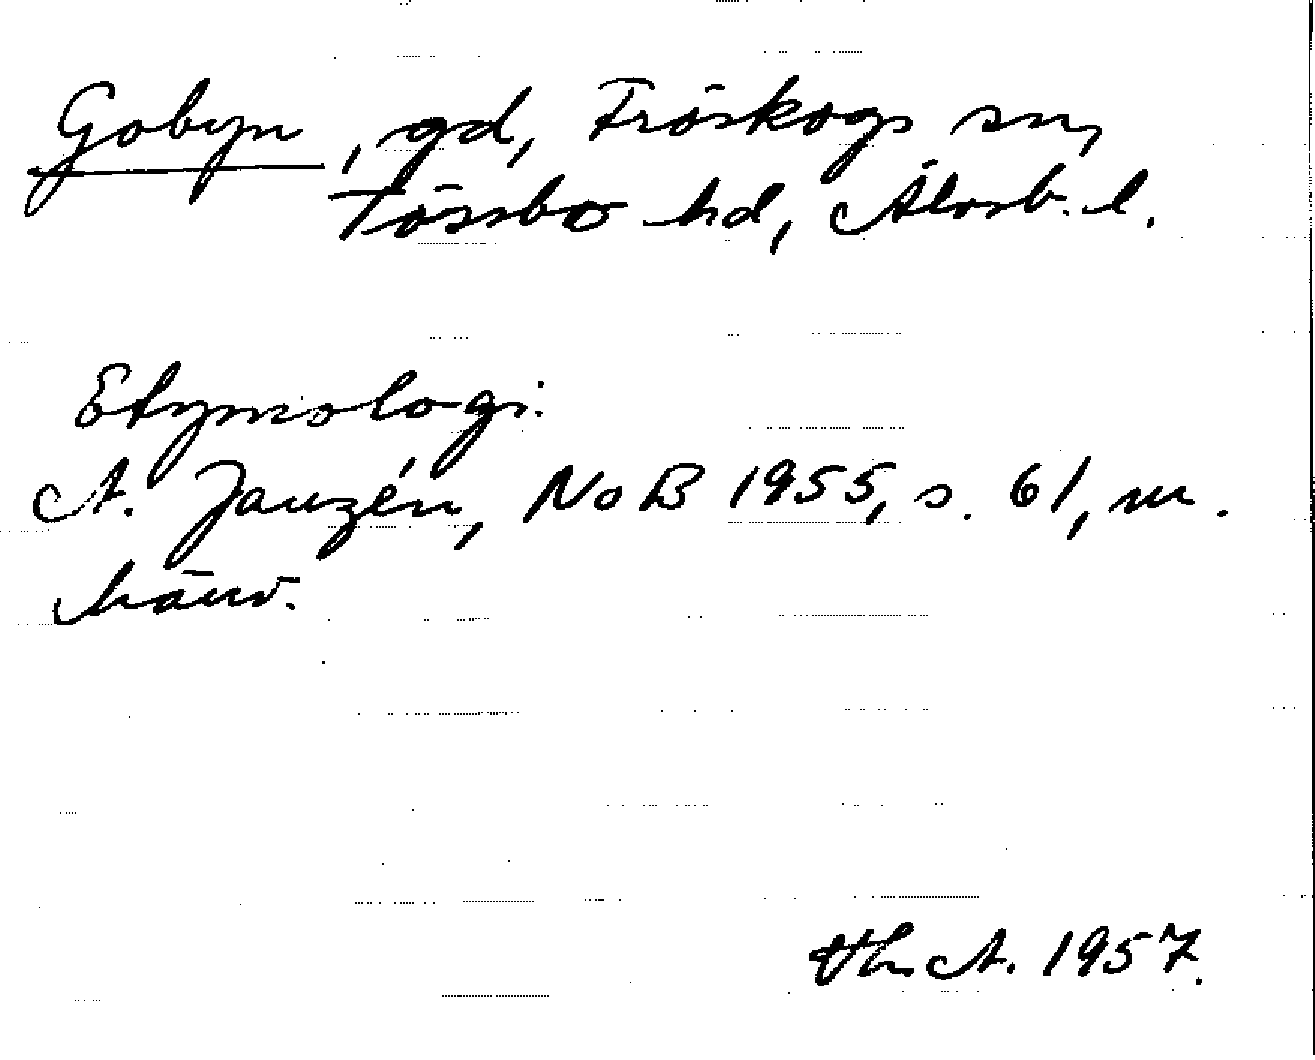 Gobyn, gd, Fröskogs sn,
Tössbo hd, Älvsb. l.
Etymologi:
A. Janzén, NoB 1955, s. 61, m.
hänv.
Th A. 1957.